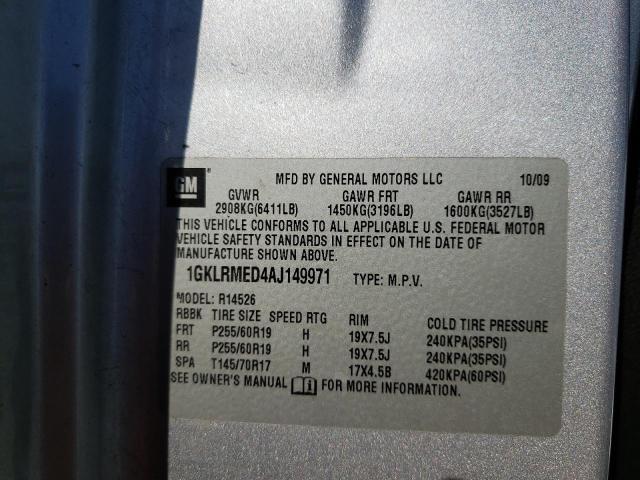 GM
MFD BY GENERAL MOTORS LLC 10/09
GVWR GAWR FRT GAWR RR
2908KG(6411LB) 1450KG(3196LB) 1600KG(3527LB)
THIS VEHICLE CONFORMS TO ALL APPLICABLE U.S. FEDERAL MOTOR
VEHICLE SAFETY STANDARDS IN EFFECT ON THE DATE OF
MANUFACTURE SHOWN ABOVE.
1GKLRMED4AJ149971 TYPE: M.P.V.
MODEL: R14526
RBBK TIRE SIZE SPEED RTG RIM COLD TIRE PRESSURE
FRT P255/60R19 H 19X7.5J 240KPA(35PSI)
RR P255/60R19 H 19X7.5J 240KPA(35PSI)
SPA T145/70R17 M 17X4.5B 420KPA(60PSI)
SEE OWNER'S MANUAL FOR MORE INFORMATION.